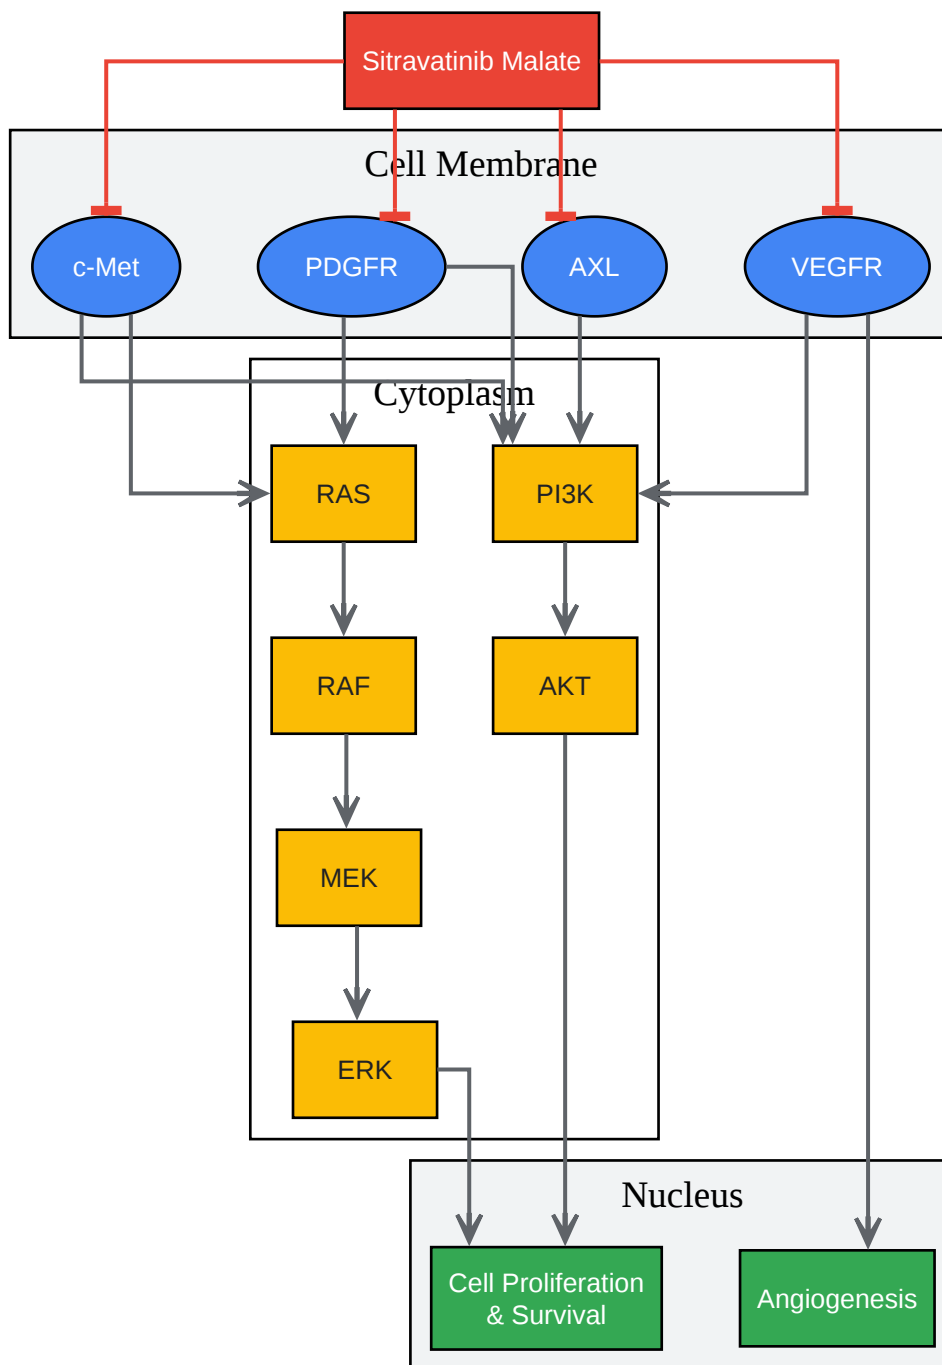 Sitravatinib Malate
Cell Membrane
c-Met
PDGFR
AXL
VEGFR
Cytoplasm
RAS
PI3K
RAF
AKT
MEK
ERK
Nucleus
Cell Proliferation
& Survival
Angiogenesis